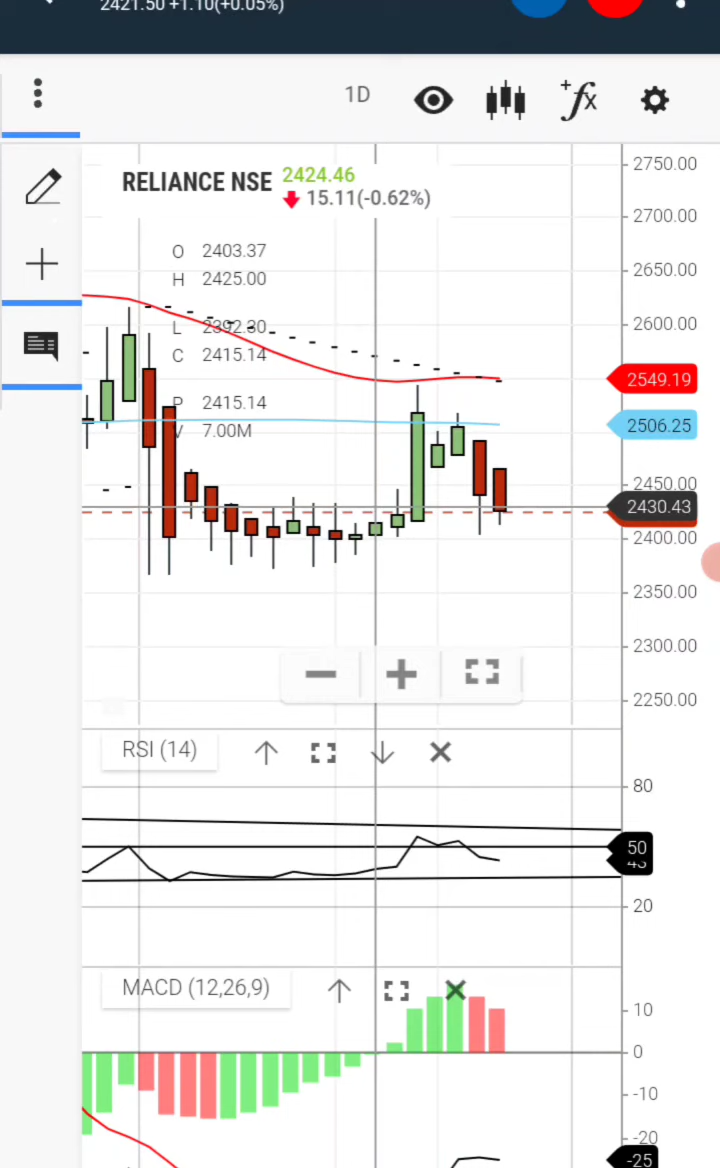 2421.50 +1.10(+0.05%)
1D
+fx
RELIANCE NSE 2424.46
15.11(-0.62%)
O 2403.37
H 2425.00
L 2392.30
C 2415.14
P 2415.14
V 7.00M
2750.00
2700.00
2650.00
2600.00
2549.19
2506.25
2450.00
2430.43
2400.00
2350.00
2300.00
2250.00
RSI (14)
80
50
20
MACD (12,26,9)
10
0
-10
-20
-25